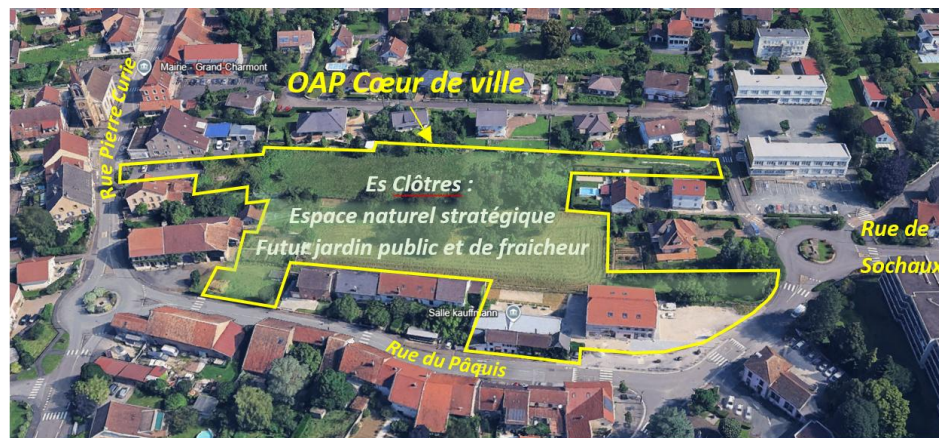 Mairie - Grand-Charmont
OAP Cœur de ville
Rue Pierre Curie
Es Clôtres :
Espace naturel stratégique
Futur jardin public et de fraicheur
Rue de
Sochaux
Salle kauffmann
Rue du Pâquis